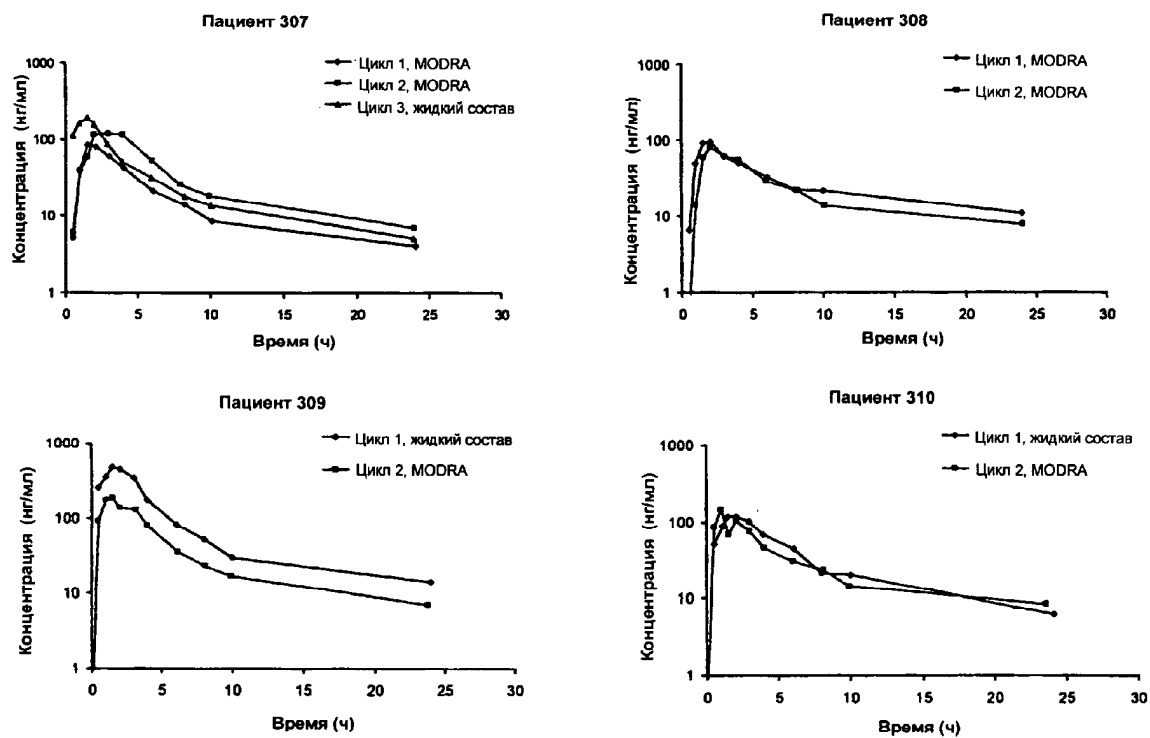 Пациент 307
Цикл 1, MODRA
Цикл 2, MODRA
Цикл 3, жидкий состав
Концентрация (нг/мл)
1000
100
10
1
0 5 10 15 20 25 30
Время (ч)
Пациент 308
Цикл 1, MODRA
Цикл 2, MODRA
Концентрация (нг/мл)
1000
100
10
1
0 5 10 15 20 25 30
Время (ч)
Пациент 309
Цикл 1, жидкий состав
Цикл 2, MODRA
Концентрация (нг/мл)
1000
100
10
1
0 5 10 15 20 25 30
Время (ч)
Пациент 310
Цикл 1, жидкий состав
Цикл 2, MODRA
Концентрация (нг/мл)
1000
100
10
1
0 5 10 15 20 25 30
Время (ч)